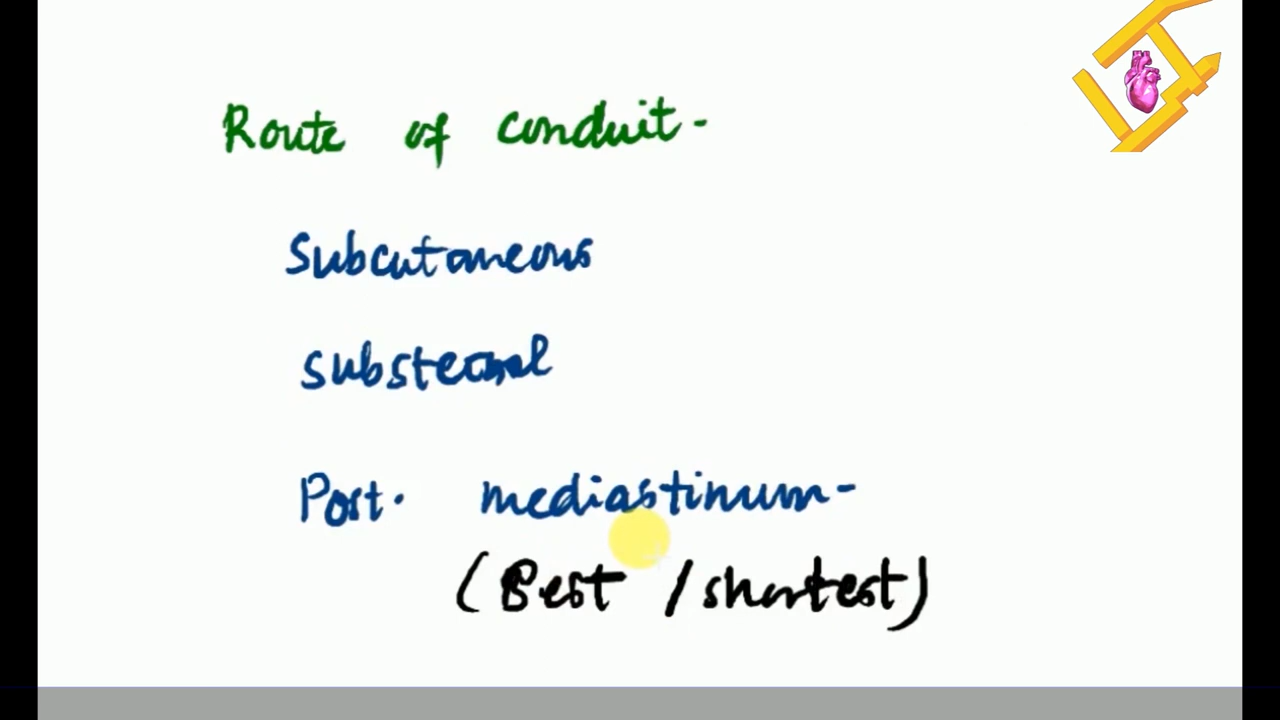 Route of conduit -
Subcutaneous
substernal
Post. mediastinum -
(Best / shortest)